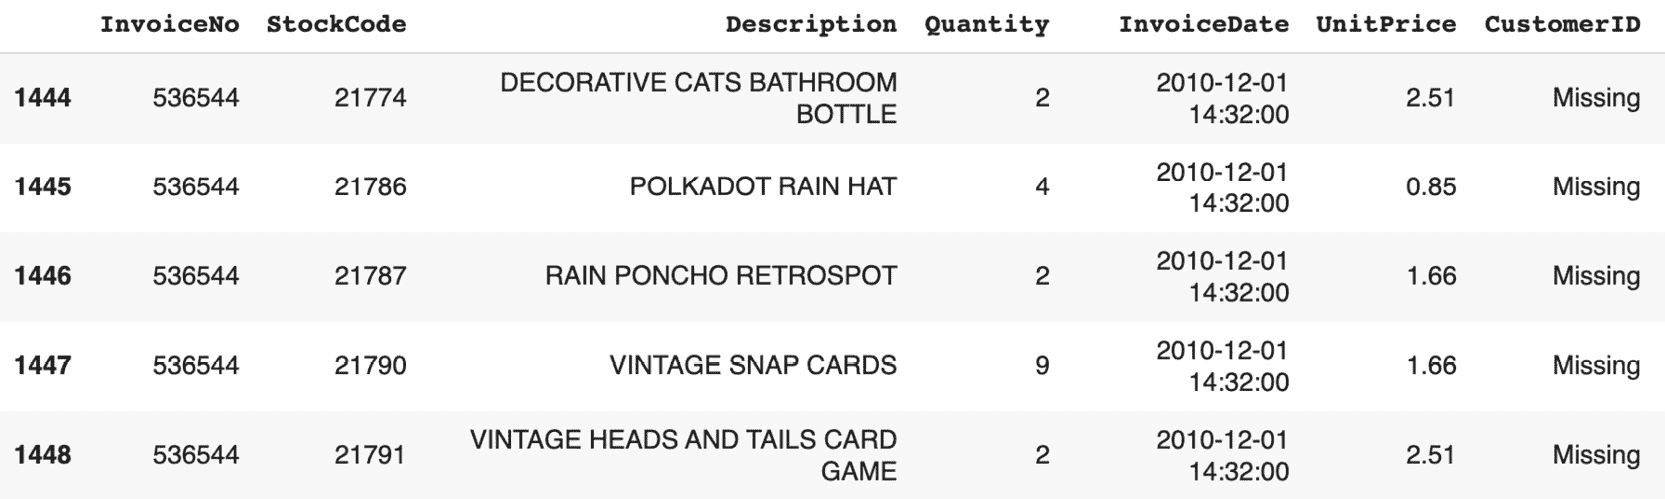 InvoiceNo StockCode Description Quantity InvoiceDate UnitPrice CustomerID
1444 536544 21774 DECORATIVE CATS BATHROOM BOTTLE 2 2010-12-01 14:32:00 2.51 Missing
1445 536544 21786 POLKADOT RAIN HAT 4 2010-12-01 14:32:00 0.85 Missing
1446 536544 21787 RAIN PONCHO RETROSPOT 2 2010-12-01 14:32:00 1.66 Missing
1447 536544 21790 VINTAGE SNAP CARDS 9 2010-12-01 14:32:00 1.66 Missing
1448 536544 21791 VINTAGE HEADS AND TAILS CARD GAME 2 2010-12-01 14:32:00 2.51 Missing